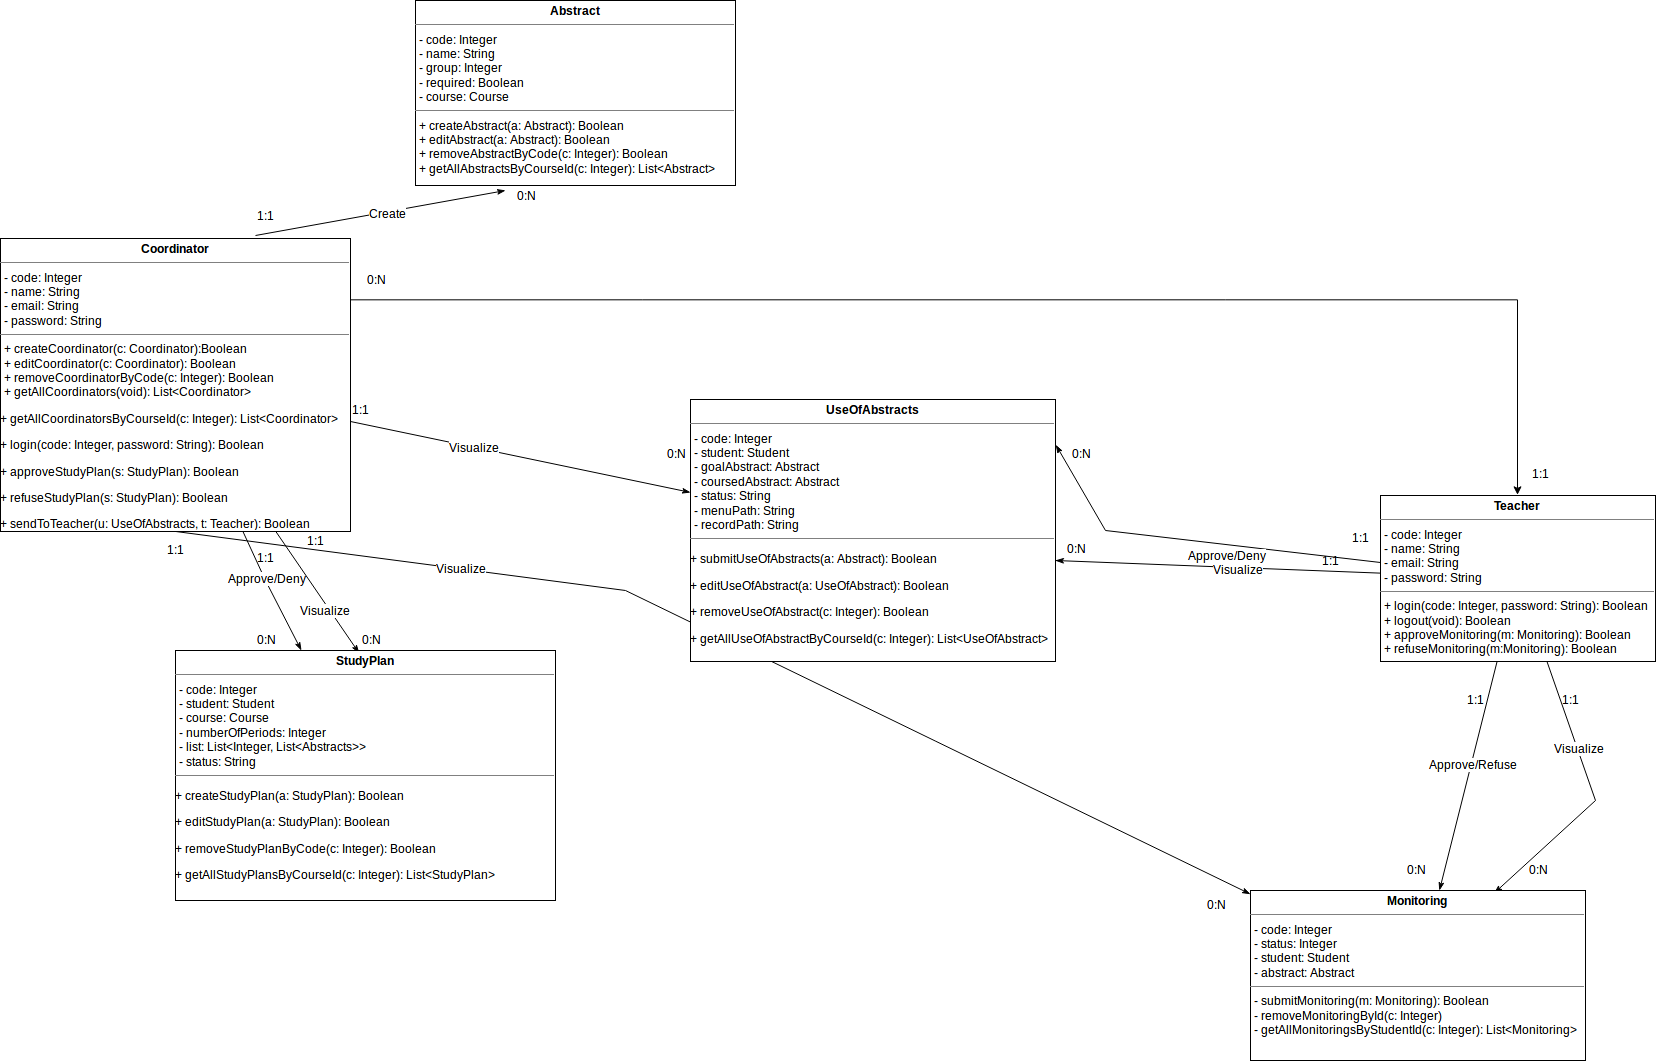 Abstract
- code: Integer
- name: String
- group: Integer
- required: Boolean
- course: Course
+ createAbstract(a: Abstract): Boolean
+ editAbstract(a: Abstract): Boolean
+ removeAbstractByCode(c: Integer): Boolean
+ getAllAbstractsByCourseId(c: Integer): List<Abstract>
0:N
Create
1:1
Coordinator
- code: Integer
- name: String
- email: String
- password: String
+ createCoordinator(c: Coordinator):Boolean
+ editCoordinator(c: Coordinator): Boolean
+ removeCoordinatorByCode(c: Integer): Boolean
+ getAllCoordinators(void): List<Coordinator>
+ getAllCoordinatorsByCourseId(c: Integer): List<Coordinator>
+ login(code: Integer, password: String): Boolean
+ approveStudyPlan(s: StudyPlan): Boolean
+ refuseStudyPlan(s: StudyPlan): Boolean
+ sendToTeacher(u: UseOfAbstracts, t: Teacher): Boolean
0:N
1:1
1:1
Visualize
0:N
UseOfAbstracts
- code: Integer
- student: Student
- goalAbstract: Abstract
- coursedAbstract: Abstract
- status: String
- menuPath: String
- recordPath: String
+ submitUseOfAbstracts(a: Abstract): Boolean
+ editUseOfAbstract(a: UseOfAbstract): Boolean
+ removeUseOfAbstract(c: Integer): Boolean
+ getAllUseOfAbstractByCourseId(c: Integer): List<UseOfAbstract>
0:N
1:1
Approve/Deny
0:N
1:1
Visualize
Teacher
- code: Integer
- name: String
- email: String
- password: String
+ login(code: Integer, password: String): Boolean
+ logout(void): Boolean
+ approveMonitoring(m: Monitoring): Boolean
+ refuseMonitoring(m:Monitoring): Boolean
1:1
1:1
1:1
Approve/Deny
Visualize
Visualize
0:N
0:N
StudyPlan
- code: Integer
- student: Student
- course: Course
- numberOfPeriods: Integer
- list: List<Integer, List<Abstracts>>
- status: String
+ createStudyPlan(a: StudyPlan): Boolean
+ editStudyPlan(a: StudyPlan): Boolean
+ removeStudyPlanByCode(c: Integer): Boolean
+ getAllStudyPlansByCourseId(c: Integer): List<StudyPlan>
1:1
1:1
Visualize
Approve/Refuse
0:N
0:N
0:N
Monitoring
- code: Integer
- status: Integer
- student: Student
- abstract: Abstract
- submitMonitoring(m: Monitoring): Boolean
- removeMonitoringById(c: Integer)
- getAllMonitoringsByStudentId(c: Integer): List<Monitoring>